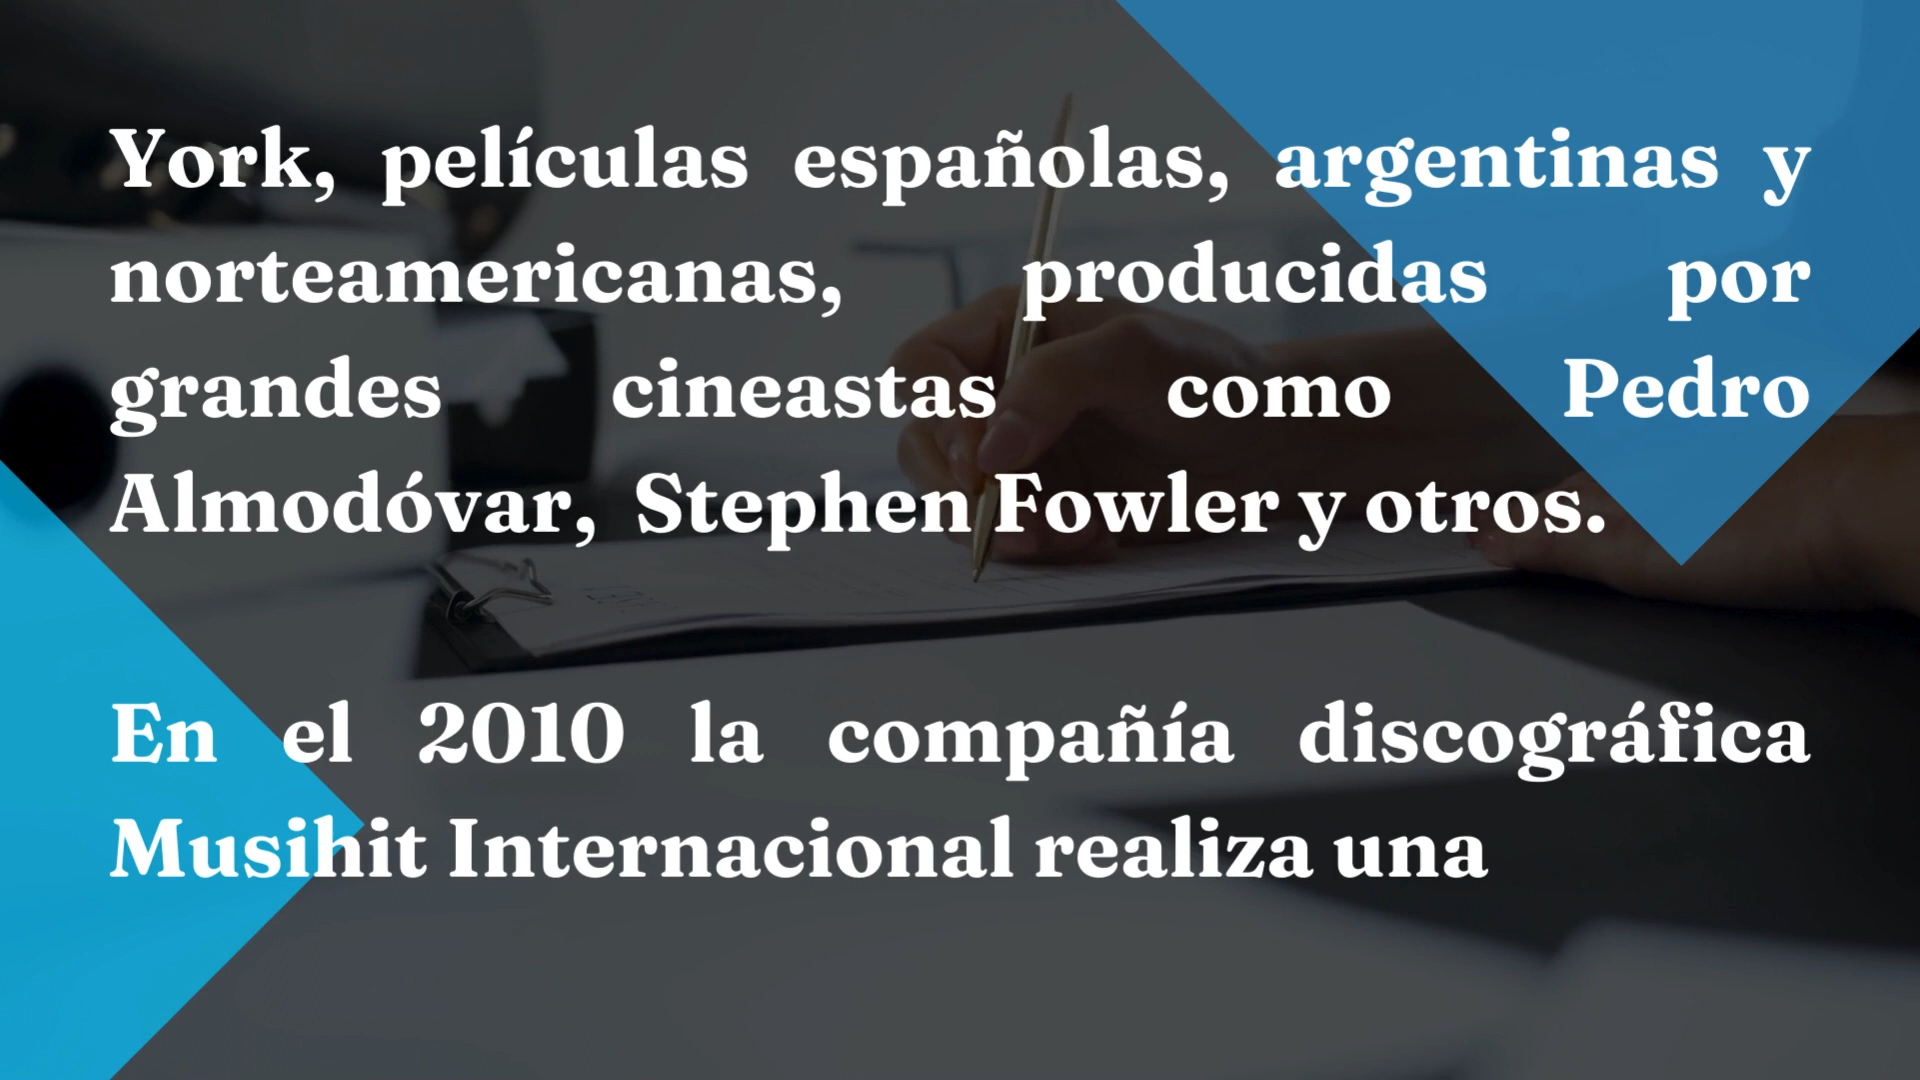 York, películas españolas, argentinas y
norteamericanas, producidas por
grandes cineastas como Pedro
Almodóvar, Stephen Fowler y otros.
En el 2010 la compañía discográfica
Musihit Internacional realiza una